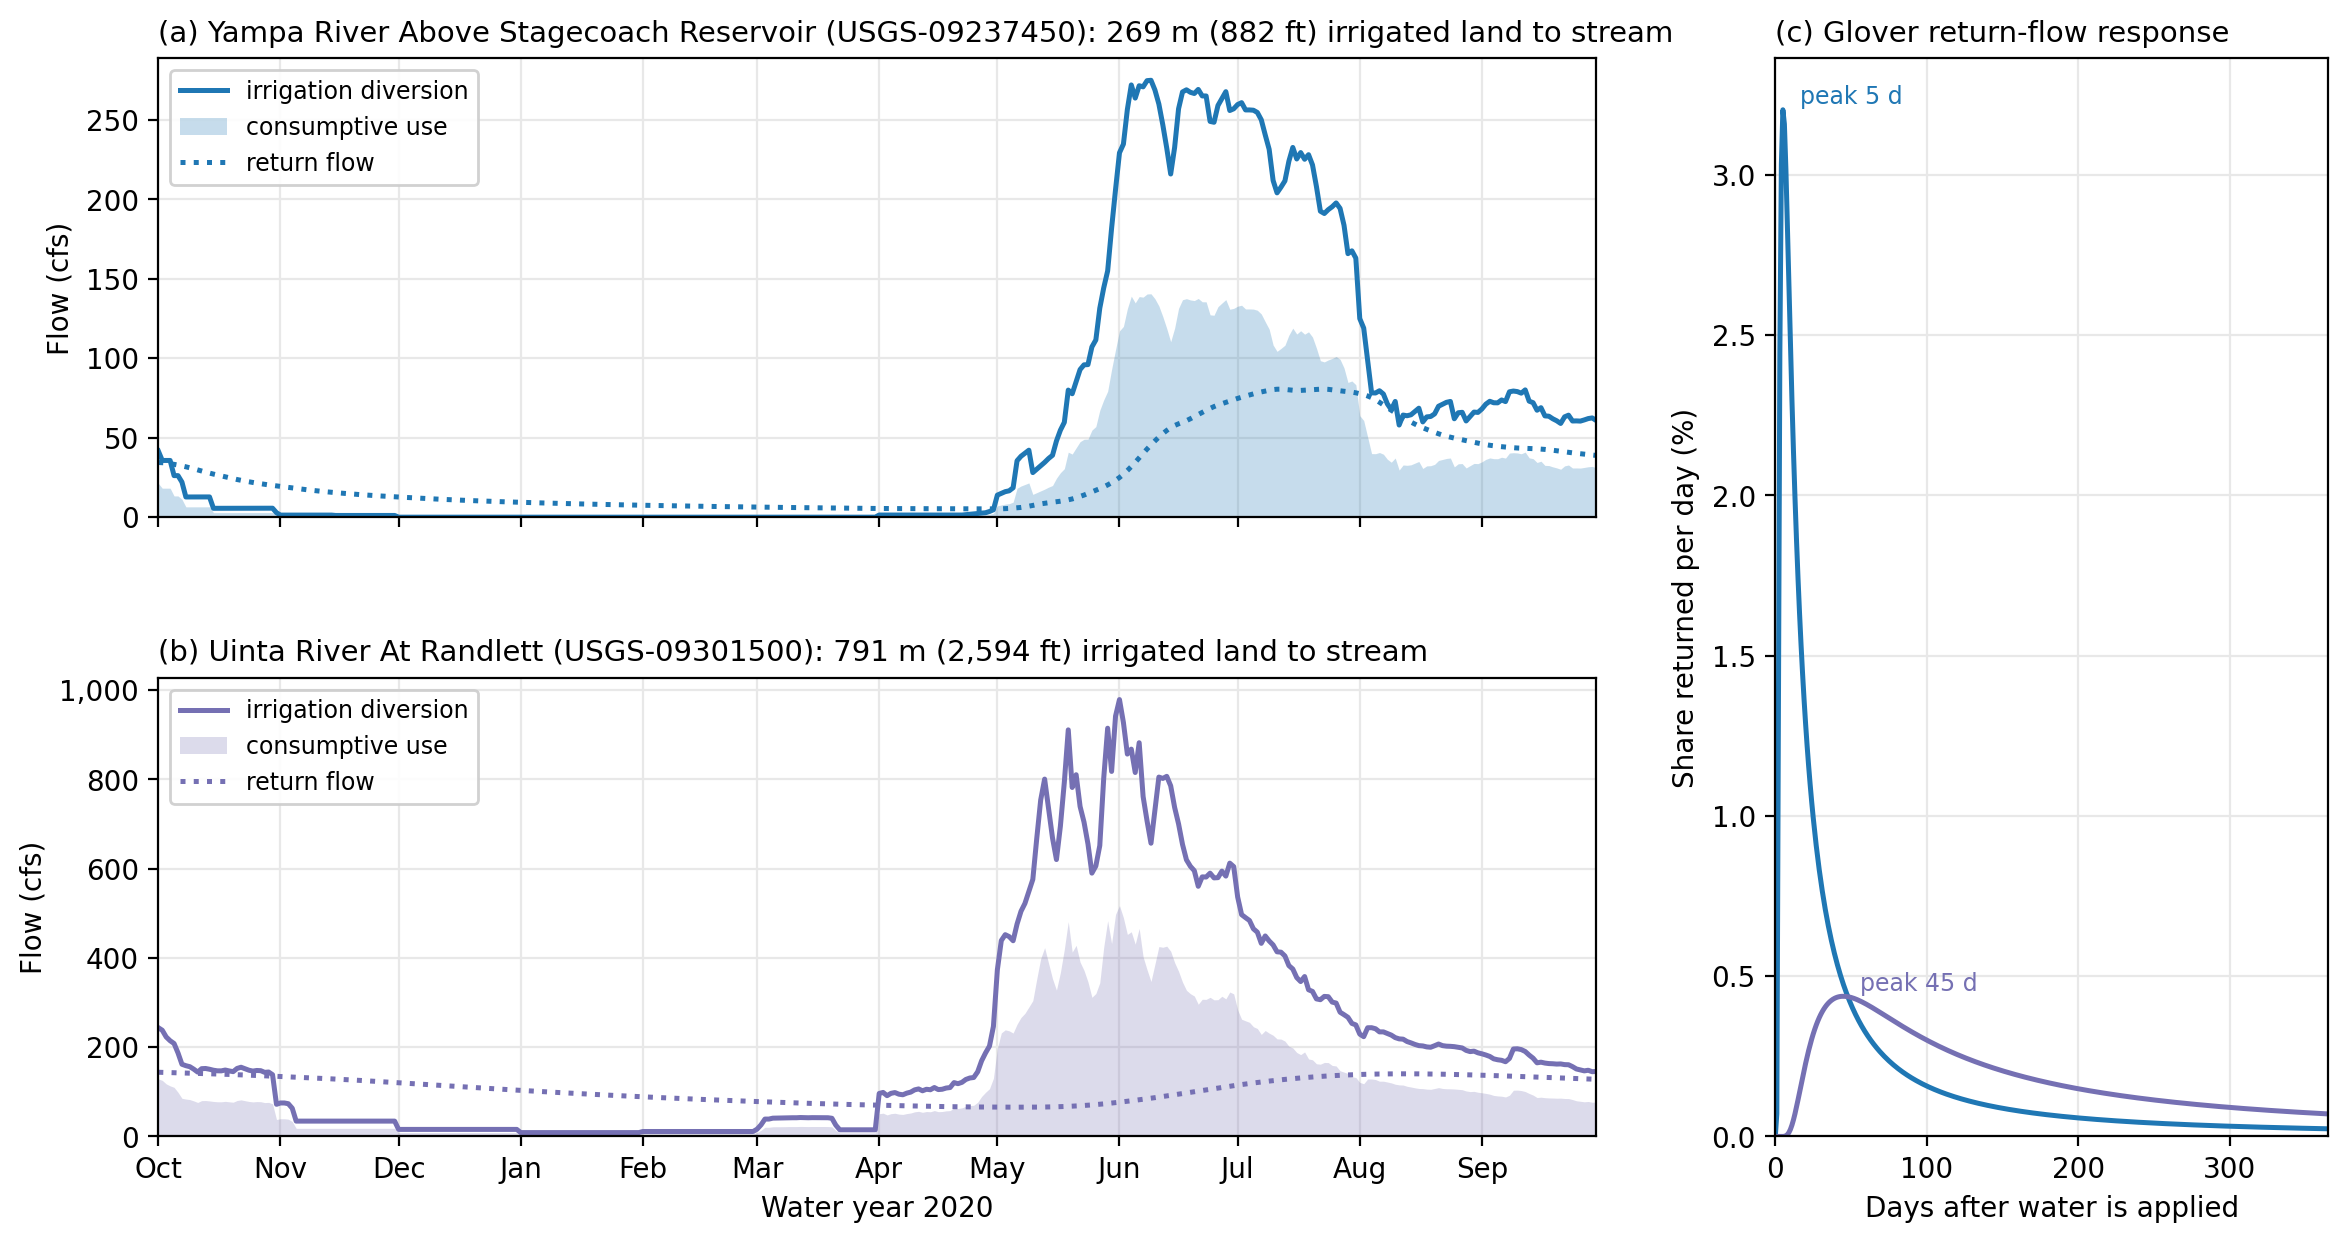 (a) Yampa River Above Stagecoach Reservoir (USGS-09237450): 269 m (882 ft) irrigated land to stream
irrigation diversion
consumptive use
return flow
Flow (cfs)
250
200
150
100
50
0
(b) Uinta River At Randlett (USGS-09301500): 791 m (2,594 ft) irrigated land to stream
irrigation diversion
consumptive use
return flow
Flow (cfs)
1,000
800
600
400
200
0
Oct Nov Dec Jan Feb Mar Apr May Jun Jul Aug Sep
Water year 2020
(c) Glover return-flow response
peak 5 d
peak 45 d
Share returned per day (%)
3.0
2.5
2.0
1.5
1.0
0.5
0.0
0 100 200 300
Days after water is applied